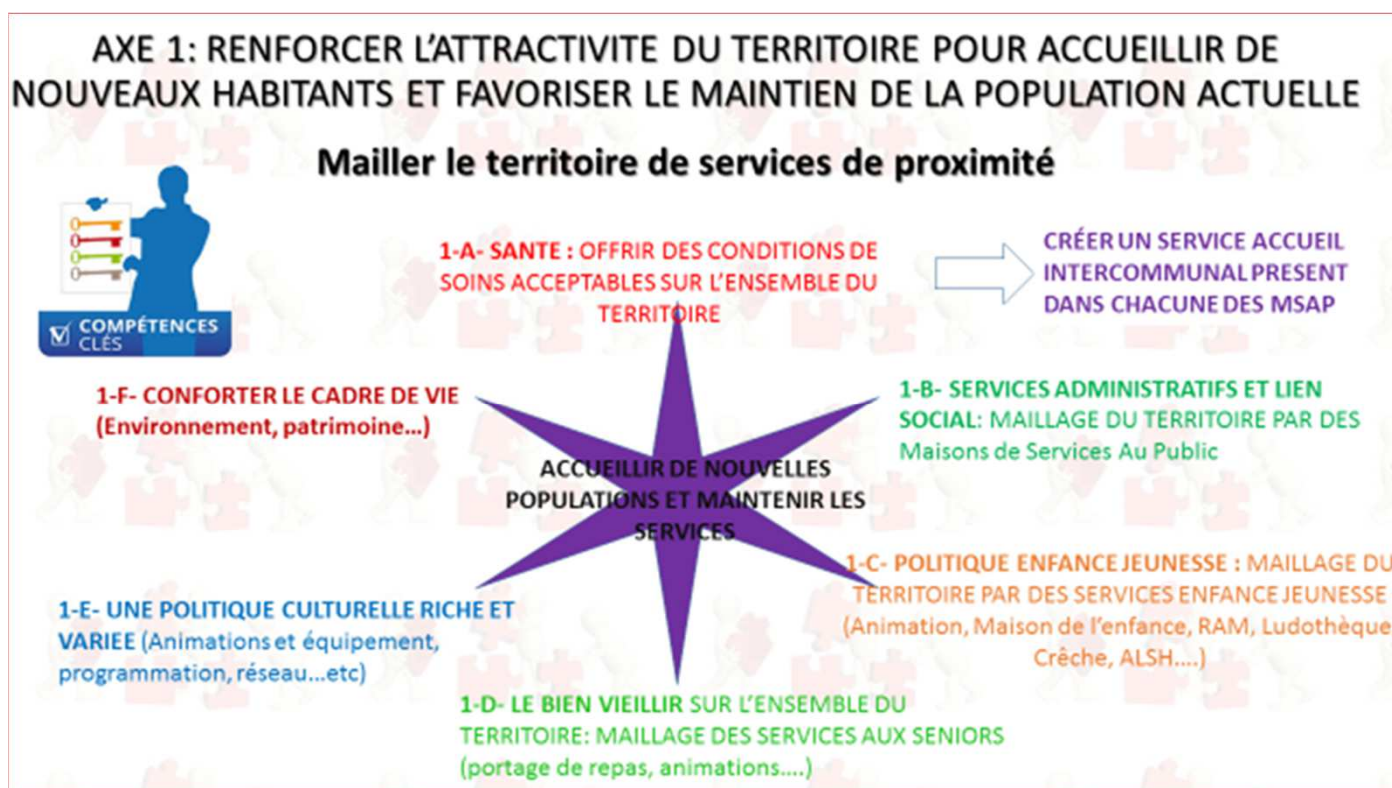 AXE 1: RENFORCER L’ATTRACTIVITE DU TERRITOIRE POUR ACCUEILLIR DE
NOUVEAUX HABITANTS ET FAVORISER LE MAINTIEN DE LA POPULATION ACTUELLE
Mailler le territoire de services de proximité
COMPÉTENCES
CLÉS
1-A- SANTE : OFFRIR DES CONDITIONS DE
SOINS ACCEPTABLES SUR L’ENSEMBLE DU
TERRITOIRE
CRÉER UN SERVICE ACCUEIL
INTERCOMMUNAL PRESENT
DANS CHACUNE DES MSAP
1-F- CONFORTER LE CADRE DE VIE
(Environnement, patrimoine…)
1-B- SERVICES ADMINISTRATIFS ET LIEN
SOCIAL: MAILLAGE DU TERRITOIRE PAR DES
Maisons de Services Au Public
ACCUEILLIR DE NOUVELLES
POPULATIONS ET MAINTENIR LES
SERVICES
1-C- POLITIQUE ENFANCE JEUNESSE : MAILLAGE DU
TERRITOIRE PAR DES SERVICES ENFANCE JEUNESSE
(Animation, Maison de l’enfance, RAM, Ludothèque
Crêche, ALSH….)
1-E- UNE POLITIQUE CULTURELLE RICHE ET
VARIEE (Animations et équipement,
programmation, réseau…etc)
1-D- LE BIEN VIEILLIR SUR L’ENSEMBLE DU
TERRITOIRE: MAILLAGE DES SERVICES AUX SENIORS
(portage de repas, animations….)